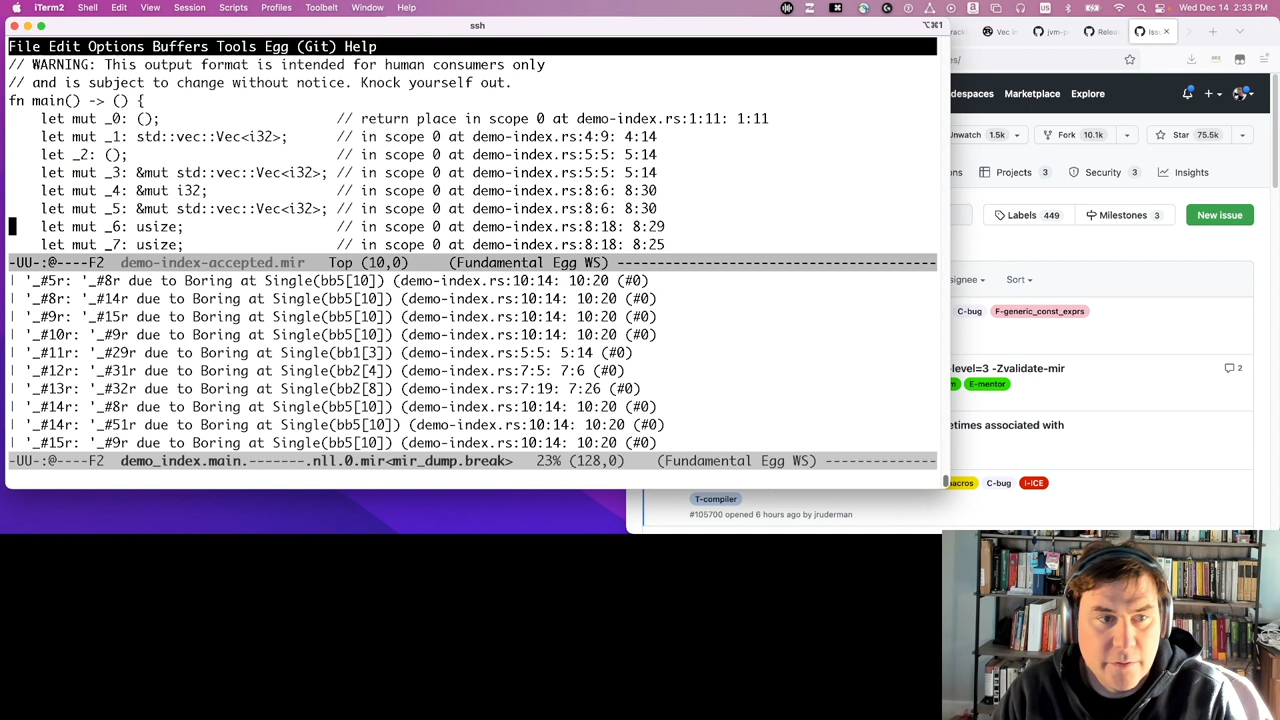 iTerm2 Shell Edit View Session Scripts Profiles Toolbelt Window Help Wed Dec 14 2:33 PM
ssh
⌥⌘1
File Edit Options Buffers Tools Egg (Git) Help
// WARNING: This output format is intended for human consumers only
// and is subject to change without notice. Knock yourself out.
fn main() -> () {
let mut _0: (); // return place in scope 0 at demo-index.rs:1:11: 1:11
let mut _1: std::vec::Vec<i32>; // in scope 0 at demo-index.rs:4:9: 4:14
let _2: (); // in scope 0 at demo-index.rs:5:5: 5:14
let mut _3: &mut std::vec::Vec<i32>; // in scope 0 at demo-index.rs:5:5: 5:14
let mut _4: &mut i32; // in scope 0 at demo-index.rs:8:6: 8:30
let mut _5: &mut std::vec::Vec<i32>; // in scope 0 at demo-index.rs:8:6: 8:30
let mut _6: usize; // in scope 0 at demo-index.rs:8:18: 8:29
let mut _7: usize; // in scope 0 at demo-index.rs:8:18: 8:25
-UU-:@----F2 demo-index-accepted.mir Top (10,0) (Fundamental Egg WS) ------------------------------------------
| '_#5r: '_#8r due to Boring at Single(bb5[10]) (demo-index.rs:10:14: 10:20 (#0)
| '_#8r: '_#14r due to Boring at Single(bb5[10]) (demo-index.rs:10:14: 10:20 (#0)
| '_#9r: '_#15r due to Boring at Single(bb5[10]) (demo-index.rs:10:14: 10:20 (#0)
| '_#10r: '_#9r due to Boring at Single(bb5[10]) (demo-index.rs:10:14: 10:20 (#0)
| '_#11r: '_#29r due to Boring at Single(bb1[3]) (demo-index.rs:5:5: 5:14 (#0)
| '_#12r: '_#31r due to Boring at Single(bb2[4]) (demo-index.rs:7:5: 7:6 (#0)
| '_#13r: '_#32r due to Boring at Single(bb2[8]) (demo-index.rs:7:19: 7:26 (#0)
| '_#14r: '_#8r due to Boring at Single(bb5[10]) (demo-index.rs:10:14: 10:20 (#0)
| '_#14r: '_#51r due to Boring at Single(bb5[10]) (demo-index.rs:10:14: 10:20 (#0)
| '_#15r: '_#9r due to Boring at Single(bb5[10]) (demo-index.rs:10:14: 10:20 (#0)
-UU-:@----F2 demo_index.main.-------.nll.0.mir<mir_dump.break> 23% (128,0) (Fundamental Egg WS) ---------------
Vec in
jvm-p
Relea
Iss
Marketplace Explore
1.5k Fork 10.1k Star 75.5k
Projects 3 Security 3 Insights
Labels 449 Milestones 3 New issue
Sort
C-bug F-generic_const_exprs
-level=3 -Zvalidate-mir 2
E-mentor
etimes associated with
C-bug I-ICE
T-compiler
#105700 opened 6 hours ago by jruderman